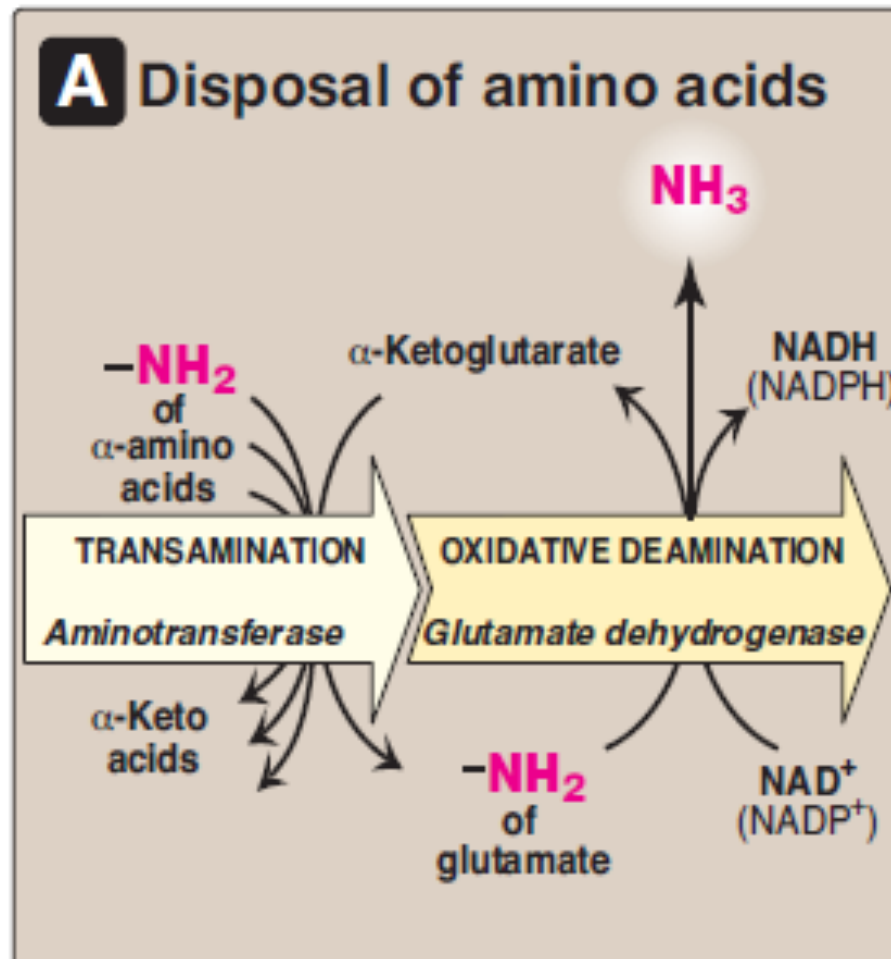 A Disposal of amino acids
NH₃
–NH₂
of
α-amino
acids
α-Ketoglutarate
NADH
(NADPH)
TRANSAMINATION
Aminotransferase
OXIDATIVE DEAMINATION
Glutamate dehydrogenase
α-Keto
acids
–NH₂
of
glutamate
NAD⁺
(NADP⁺)